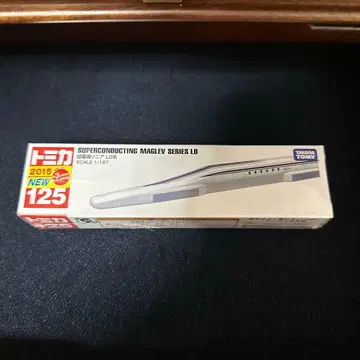 トミカ
2015
NEW
125
SUPERCONDUCTING MAGLEV SERIES L0
超電導リニア L0系
SCALE 1/187
TAKARA
TOMY